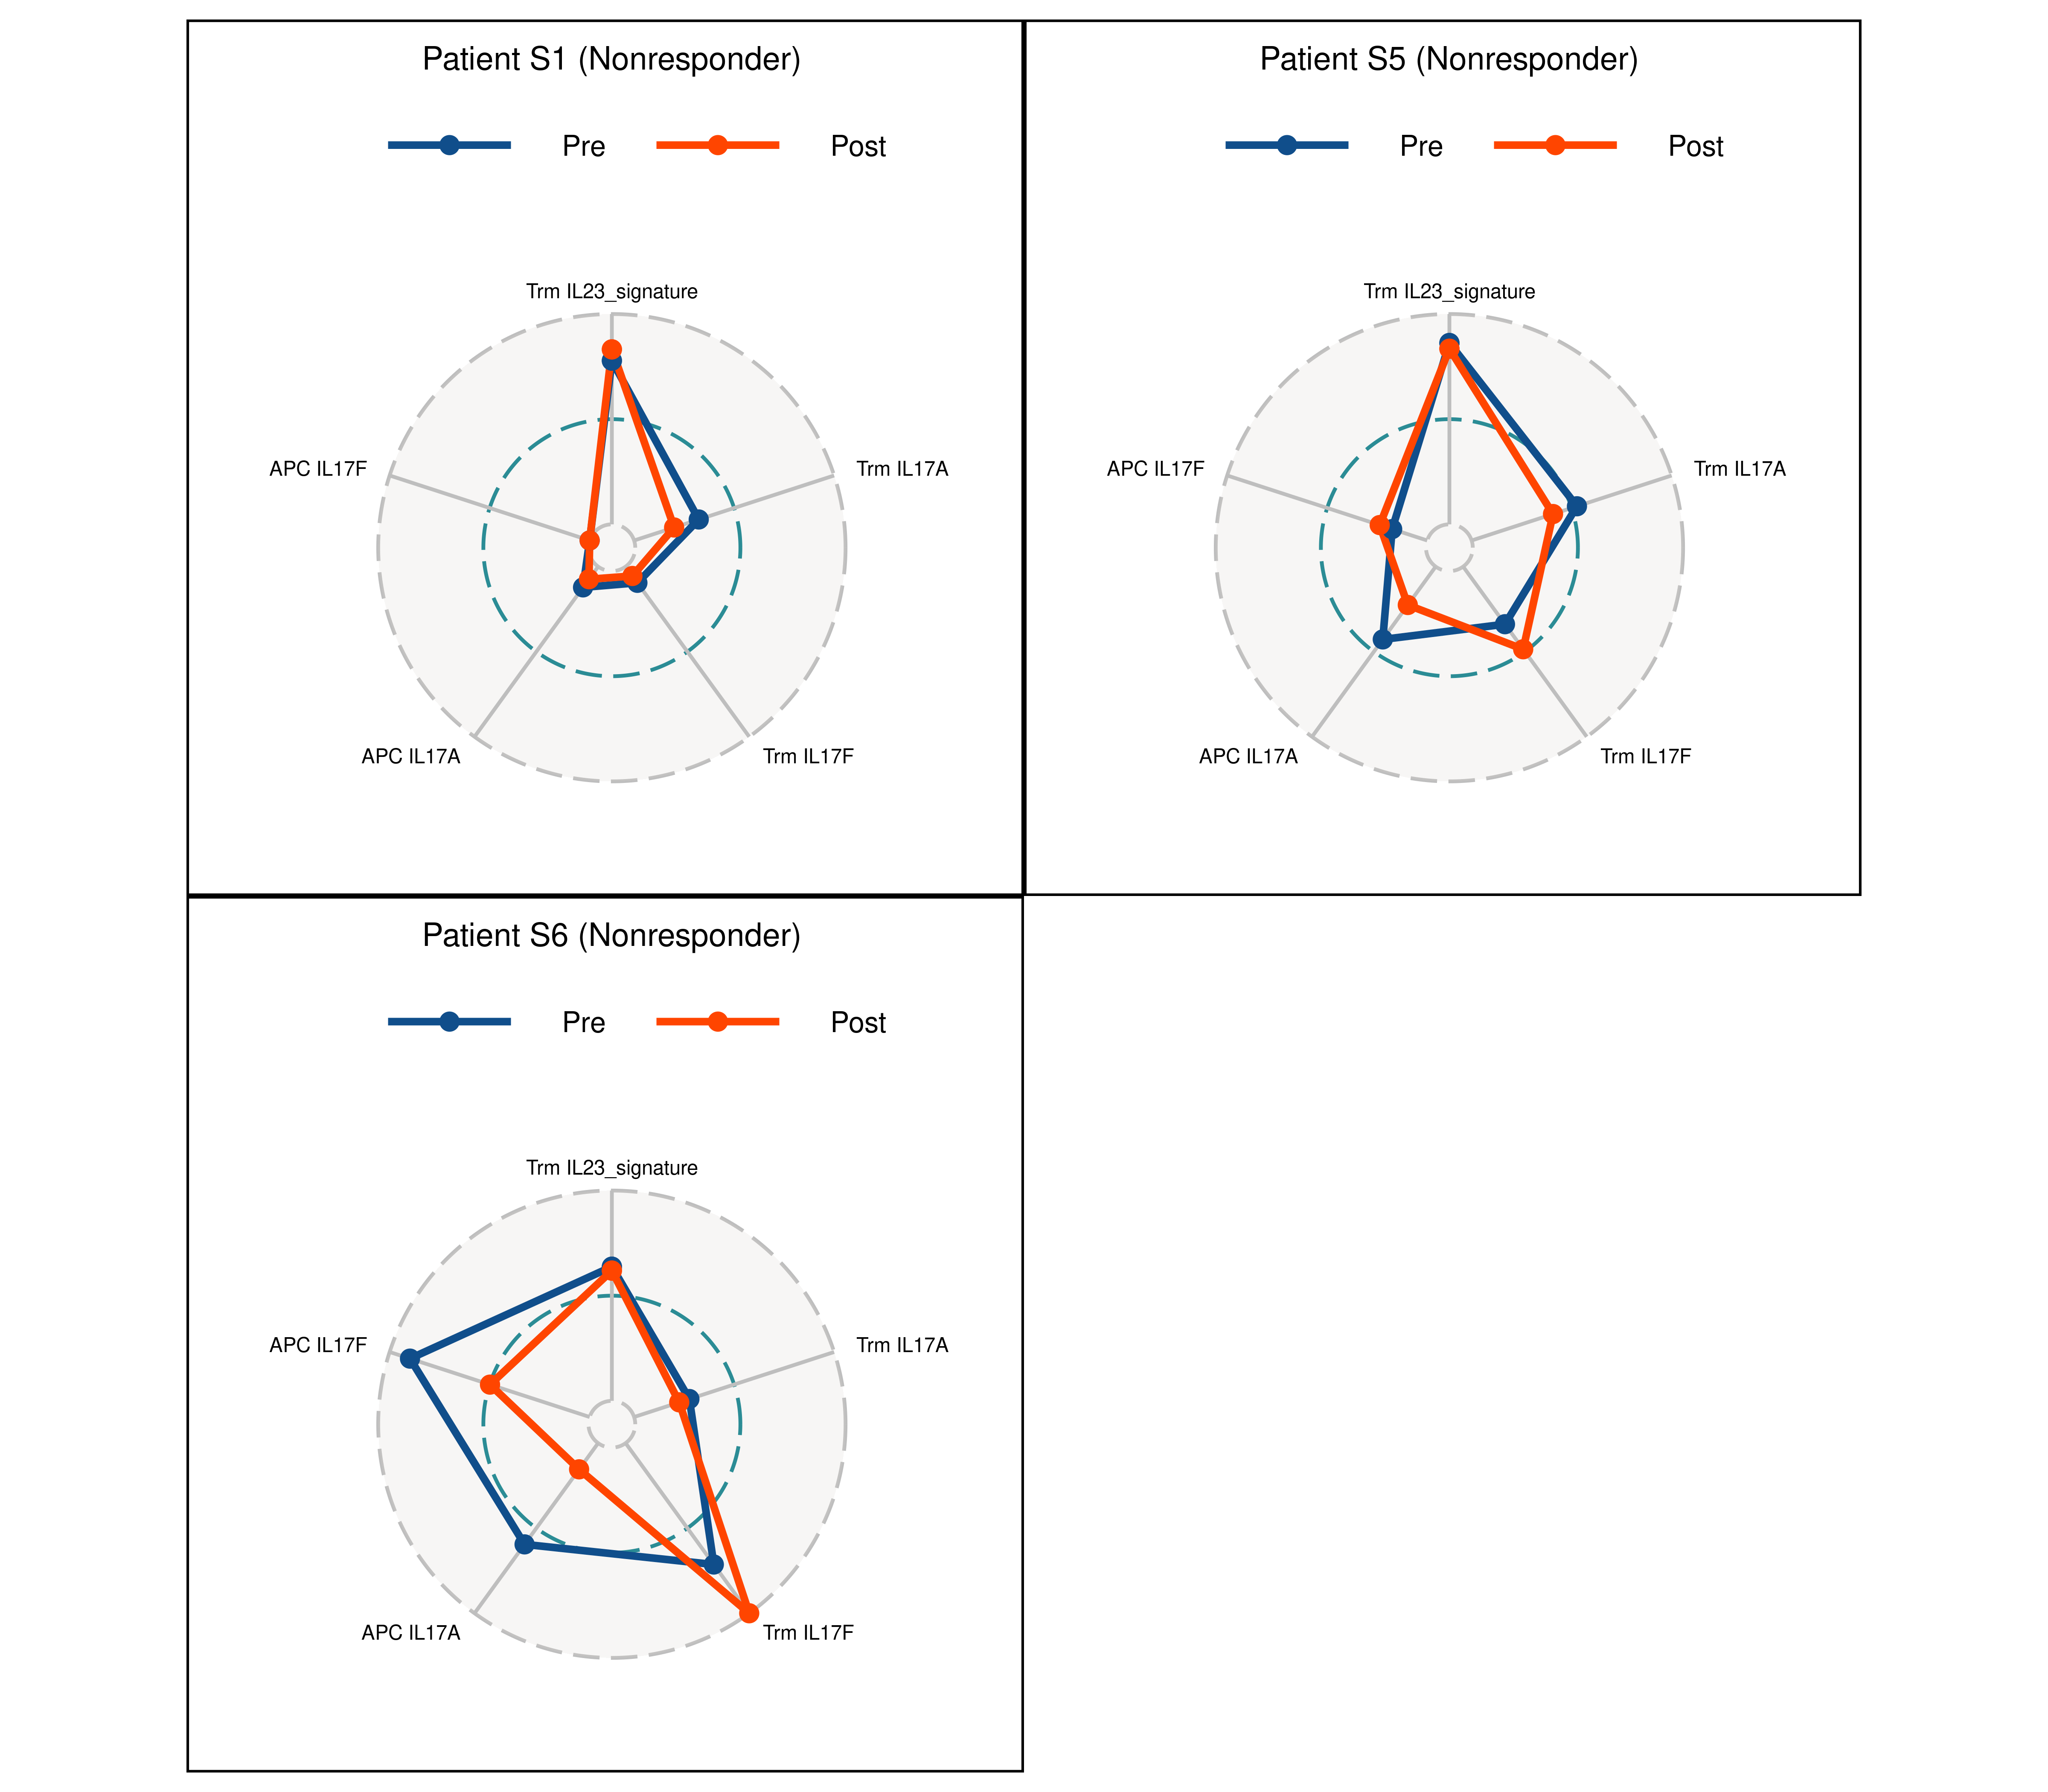 Patient S1 (Nonresponder)
Pre Post
Trm IL23_signature
APC IL17F
Trm IL17A
APC IL17A
Trm IL17F
Patient S5 (Nonresponder)
Pre Post
Trm IL23_signature
APC IL17F
Trm IL17A
APC IL17A
Trm IL17F
Patient S6 (Nonresponder)
Pre Post
Trm IL23_signature
APC IL17F
Trm IL17A
APC IL17A
Trm IL17F